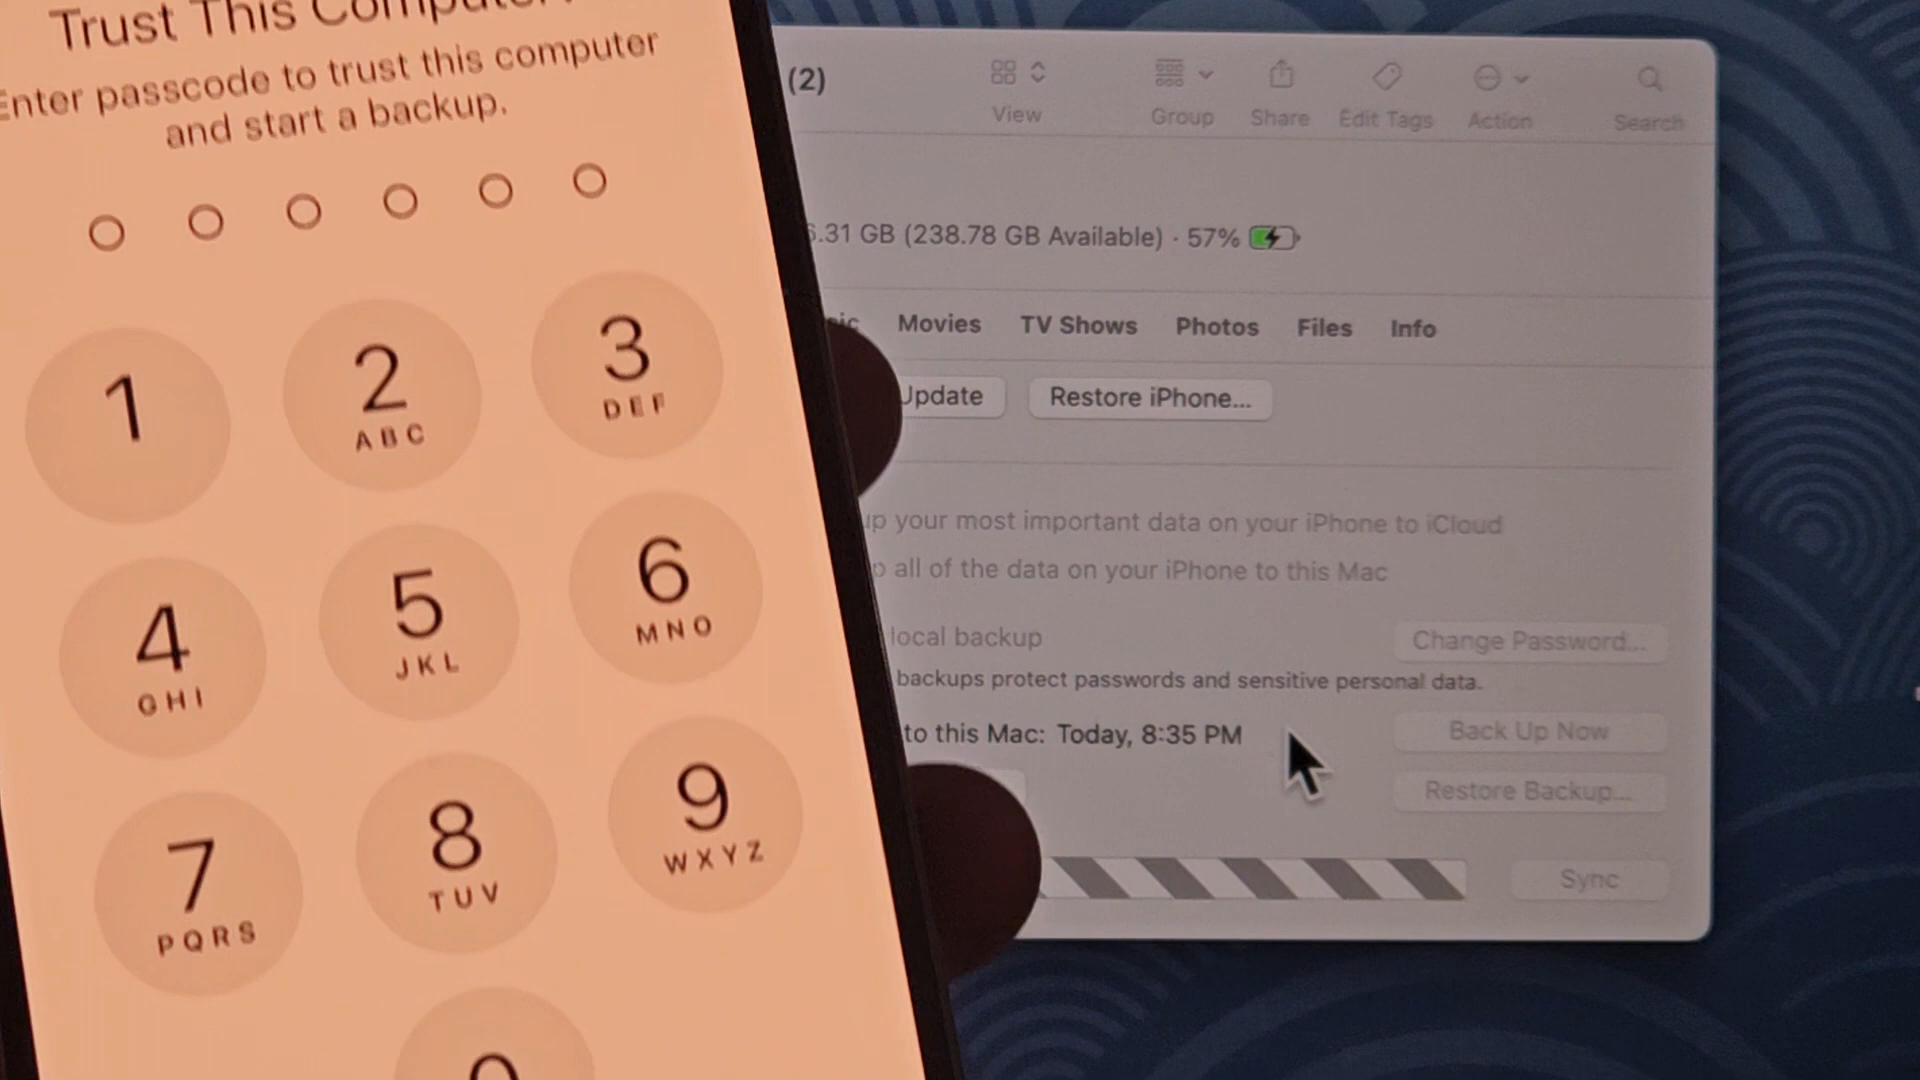 Trust This Computer?
Enter passcode to trust this computer
and start a backup.
1
2
ABC
3
DEF
4
GHI
5
JKL
6
MNO
7
PQRS
8
TUV
9
WXYZ
0
(2)
View
Group
Share
Edit Tags
Action
Search
6.31 GB (238.78 GB Available) · 57%
Movies
TV Shows
Photos
Files
Info
Update
Restore iPhone...
up your most important data on your iPhone to iCloud
all of the data on your iPhone to this Mac
local backup
Change Password...
backups protect passwords and sensitive personal data.
to this Mac: Today, 8:35 PM
Back Up Now
Restore Backup...
Sync